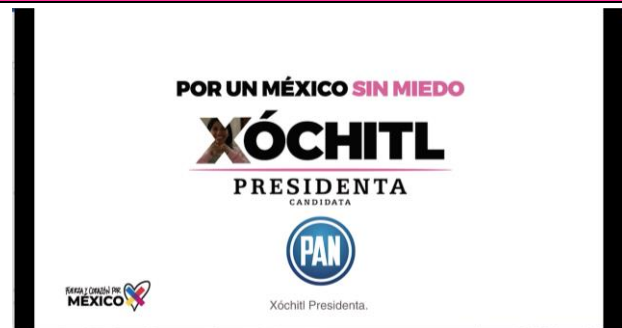 POR UN MÉXICO SIN MIEDO
XÓCHITL
PRESIDENTA
CANDIDATA
PAN
FUERZA Y CORAZÓN POR
MÉXICO
Xóchitl Presidenta.